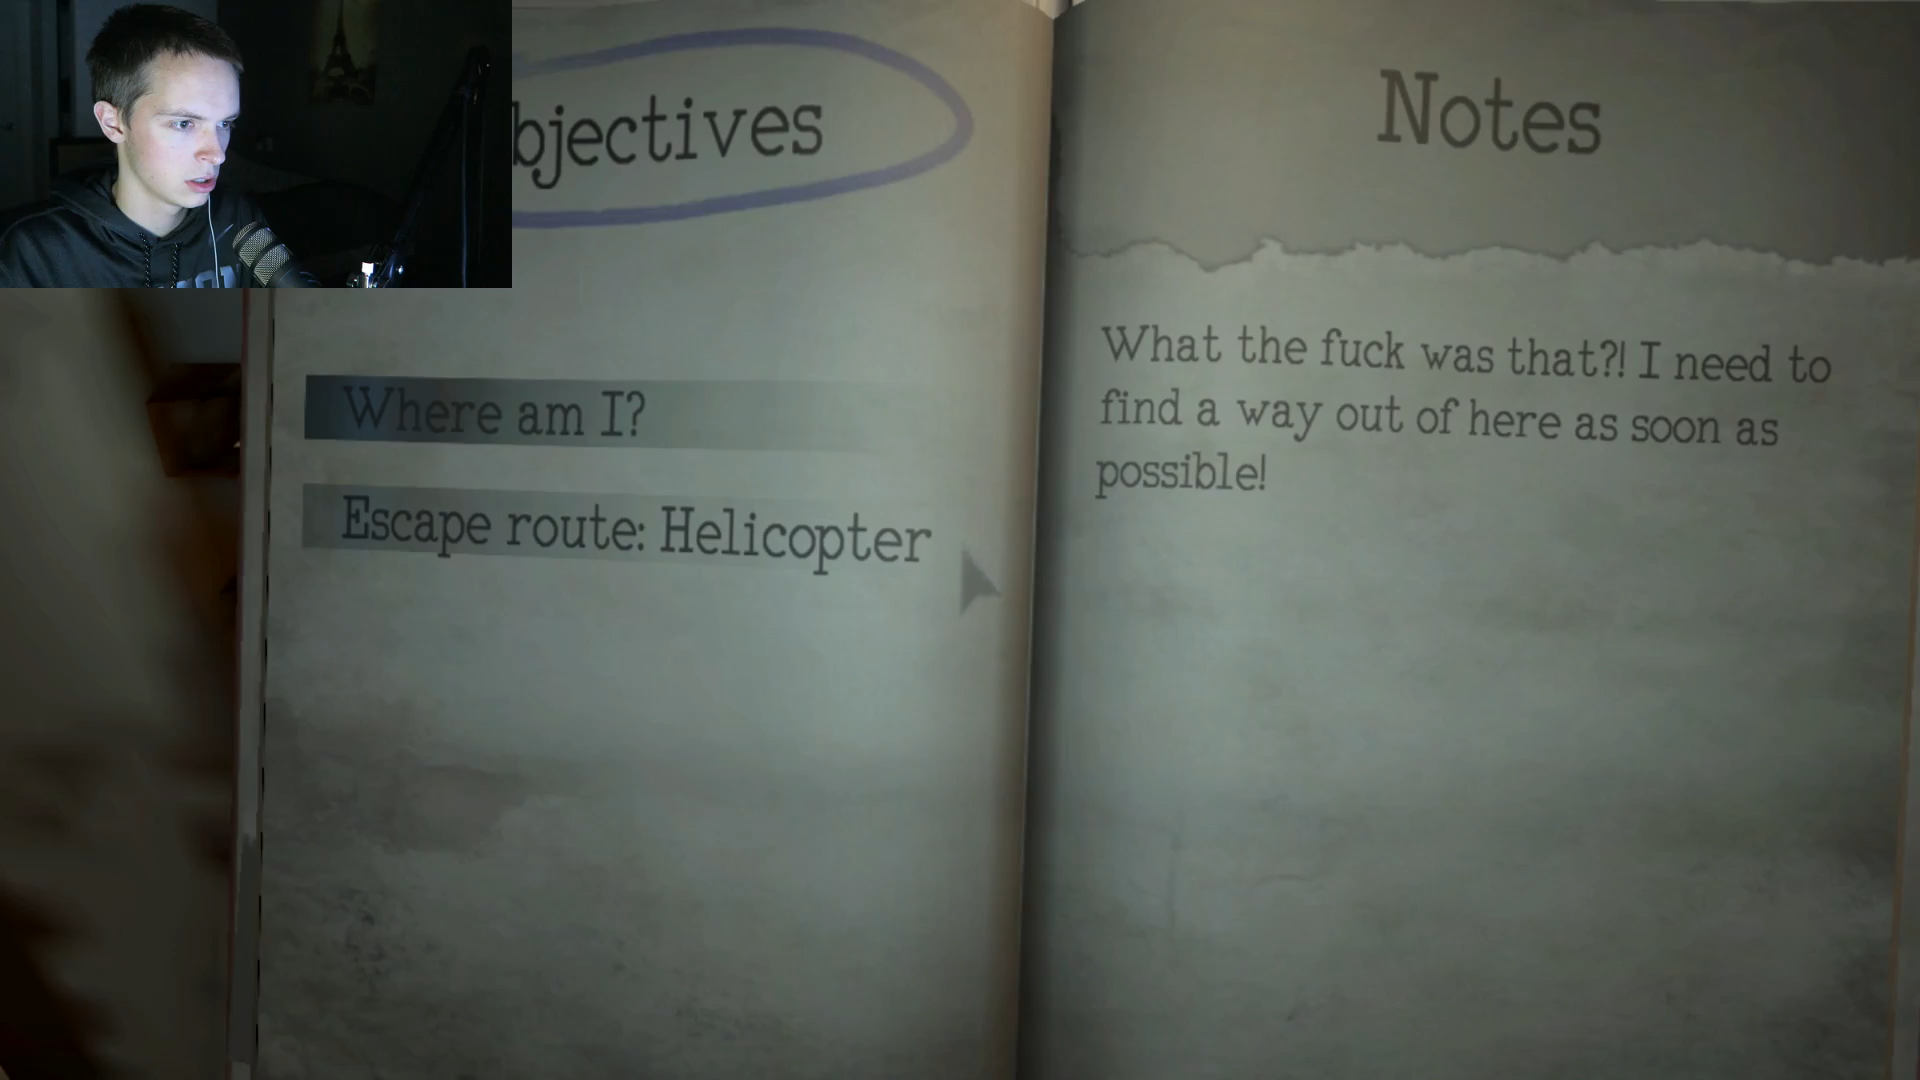 bjectives
Where am I?
Escape route: Helicopter
Notes
What the fuck was that?! I need to
find a way out of here as soon as
possible!